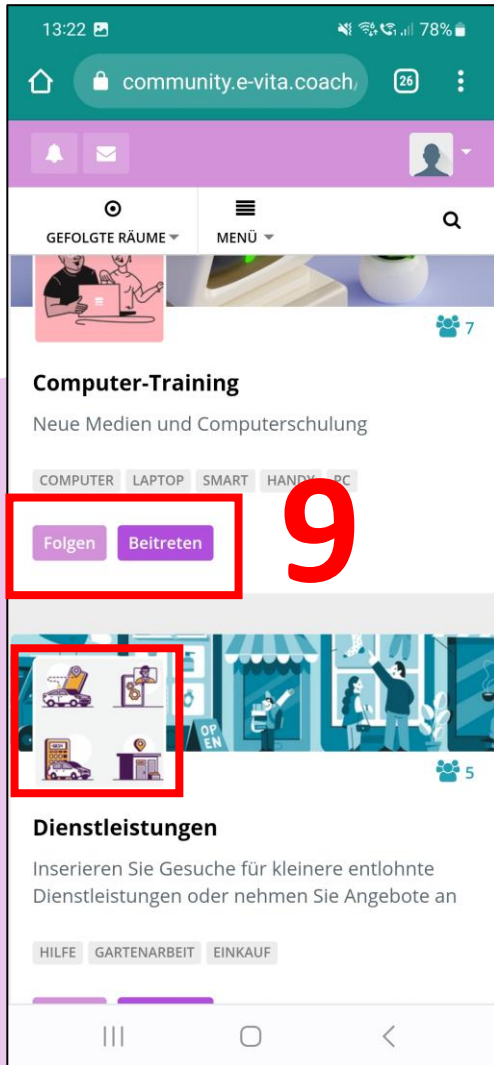 13:22 78%
community.e-vita.coach/ 26
GEFOLGTE RÄUME MENÜ
7
Computer-Training
Neue Medien und Computerschulung
COMPUTER LAPTOP SMART HANDY PC
Folgen Beitreten
9
OPEN
5
Dienstleistungen
Inserieren Sie Gesuche für kleinere entlohnte
Dienstleistungen oder nehmen Sie Angebote an
HILFE GARTENARBEIT EINKAUF